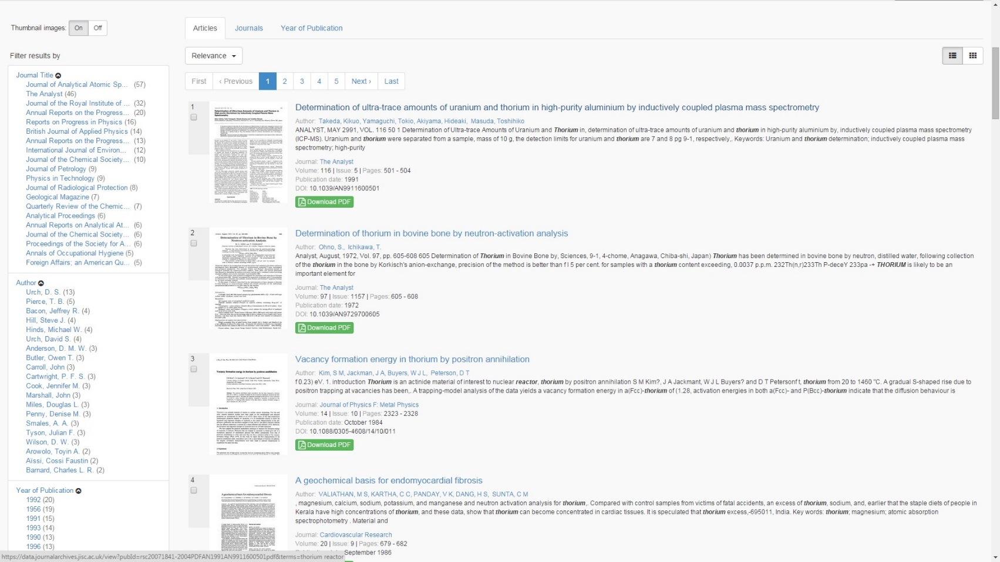 Thumbnail images: On Off
Filter results by
Journal Title
Journal of Analytical Atomic Sp... (57)
The Analyst (46)
Journal of the Royal Institute of ... (32)
Annual Reports on the Progress... (20)
Reports on Progress in Physics (16)
British Journal of Applied Physics (14)
Annual Reports on the Progress... (13)
International Journal of Environ... (12)
Journal of the Chemical Society... (10)
Journal of Petrology (9)
Physics in Technology (9)
Journal of Radiological Protection (8)
Geological Magazine (7)
Quarterly Review of the Chemic... (7)
Analytical Proceedings (6)
Annual Reports on Analytical At... (6)
Journal of the Chemical Society... (6)
Proceedings of the Society for A... (6)
Annals of Occupational Hygiene (5)
Foreign Affairs; an American Qu... (5)
Author
Urch, D. S. (13)
Pierce, T. B. (5)
Bacon, Jeffrey R. (4)
Hill, Steve J. (4)
Hinds, Michael W. (4)
Urch, David S. (4)
Anderson, D. M. W. (3)
Butler, Owen T. (3)
Carroll, John (3)
Cartwright, P. F. S. (3)
Cook, Jennifer M. (3)
Marshall, John (3)
Miles, Douglas L. (3)
Penny, Denise M. (3)
Smales, A. A. (3)
Tyson, Julian F. (3)
Wilson, D. W. (3)
Arowolo, Toyin A. (2)
Aïssi, Cossi Faustin (2)
Barnard, Charles L. R. (2)
Year of Publication
1992 (20)
1956 (19)
1991 (15)
1993 (14)
1990 (13)
1996 (13)
Articles Journals Year of Publication
Relevance
First ‹ Previous 1 2 3 4 5 Next › Last
1
Determination of ultra-trace amounts of uranium and thorium in high-purity aluminium by inductively coupled plasma mass spectrometry
Author: Takeda, Kikuo, Yamaguchi, Tokio, Akiyama, Hideaki, Masuda, Toshihiko
ANALYST, MAY 2991, VOL. 116 50 1 Determination of Ultra-trace Amounts of Uranium and Thorium in, determination of ultra-trace amounts of uranium and thorium in high-purity aluminium by, inductively coupled plasma mass spectrometry
(ICP-MS). Uranium and thorium were separated from a sample, mass of 10 g, the detection limits for uranium and thorium are 7 and 8 pg 9-1, respectively,. Keywords: Uranium and thorium determination; inductively coupled plasma mass
spectrometry; high-purity
Journal: The Analyst
Volume: 116 | Issue: 5 | Pages: 501 - 504
Publication date: 1991
DOI: 10.1039/AN9911600501
Download PDF
2
Determination of thorium in bovine bone by neutron-activation analysis
Author: Ohno, S., Ichikawa, T.
Analyst, August, 1972, Vol. 97, pp. 605-608 605 Determination of Thorium in Bovine Bone by, Sciences, 9-1, 4-chome, Anagawa, Chiba-shi, Japan) Thorium has been determined in bovine bone by neutron, distilled water, following collection
of the thorium in the bone by Korkisch's anion-exchange, precision of the method is better than f l 5 per cent. for samples with a thorium content exceeding, 0.0037 p.p.m. 232Th(n,r)233Th P-deceY 233pa -+ THORIUM is likely to be an
important element for
Journal: The Analyst
Volume: 97 | Issue: 1157 | Pages: 605 - 608
Publication date: 1972
DOI: 10.1039/AN9729700605
Download PDF
3
Vacancy formation energy in thorium by positron annihilation
Author: Kim, S M, Jackman, J A, Buyers, W J L, Peterson, D T
f 0.23) eV. 1. introduction Thorium is an actinide material of interest to nuclear reactor, thorium by positron annihilation S M Kim?, J A Jackmant, W J L Buyers? and D T Petersonf t, thorium from 20 to 1460 "C. A gradual S-shaped rise due to
positron trapping at vacancies has been,. A trapping-model analysis of the data yields a vacancy formation energy in a(Fcc)-thorium of (1.28, activation energies in both a(Fcc)- and P(Bcc)-thorium indicate that the diffusion behaviour is
Journal: Journal of Physics F: Metal Physics
Volume: 14 | Issue: 10 | Pages: 2323 - 2328
Publication date: October 1984
DOI: 10.1088/0305-4608/14/10/011
Download PDF
4
A geochemical basis for endomyocardial fibrosis
Author: VALIATHAN, M S, KARTHA, C C, PANDAY, V K, DANG, H S, SUNTA, C M
, magnesium, calcium, sodium, potassium, and manganese and neutron activation analysis for thorium,. Compared with control samples from victims of fatal accidents, an excess of thorium, sodium, and, earlier that the staple diets of people in
Kerala have high concentrations of thorium, and these data, show that thorium can become concentrated in cardiac tissues. It is speculated that thorium excess,-695011, India. Key words: thorium; magnesium; atomic absorption
spectrophotometry . Material and
Journal: Cardiovascular Research
Volume: 20 | Issue: 9 | Pages: 679 - 682
September 1986
https://data.journalarchives.jisc.ac.uk/view?pubId=rsc20071841-2004PDFAN1991AN9911600501pdf&terms=thorium reactor